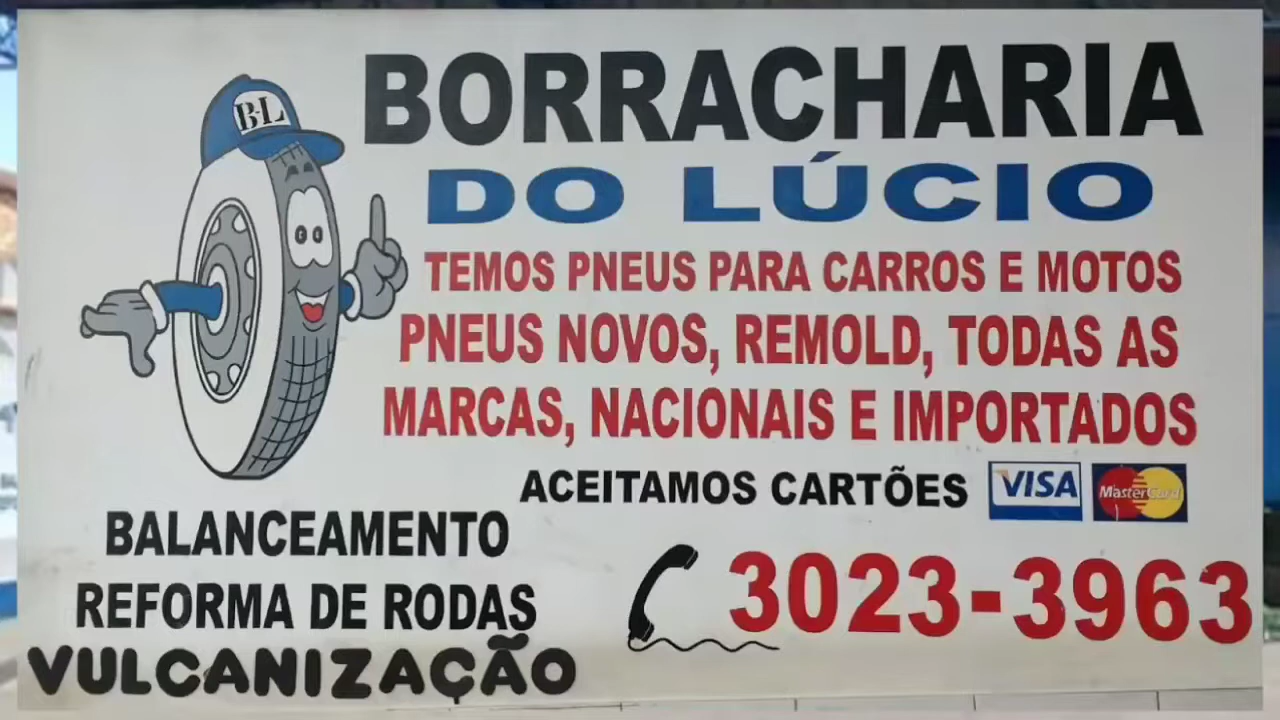 B-L
BORRACHARIA
DO LÚCIO
TEMOS PNEUS PARA CARROS E MOTOS
PNEUS NOVOS, REMOLD, TODAS AS
MARCAS, NACIONAIS E IMPORTADOS
ACEITAMOS CARTÕES VISA MasterCard
BALANCEAMENTO
REFORMA DE RODAS
VULCANIZAÇÃO
3023-3963